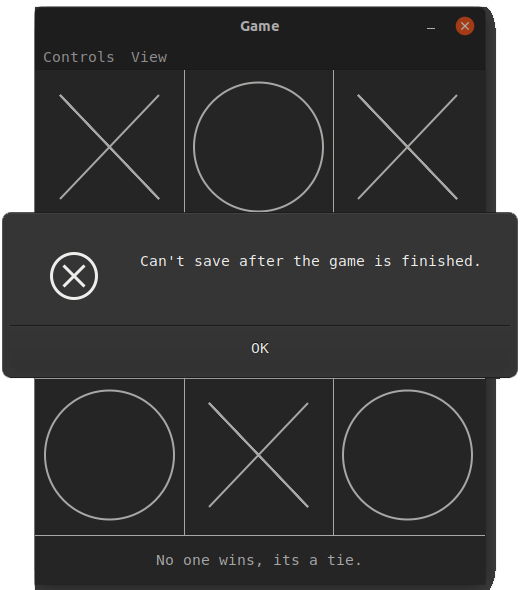 Game
Controls View
Can't save after the game is finished.
OK
No one wins, its a tie.